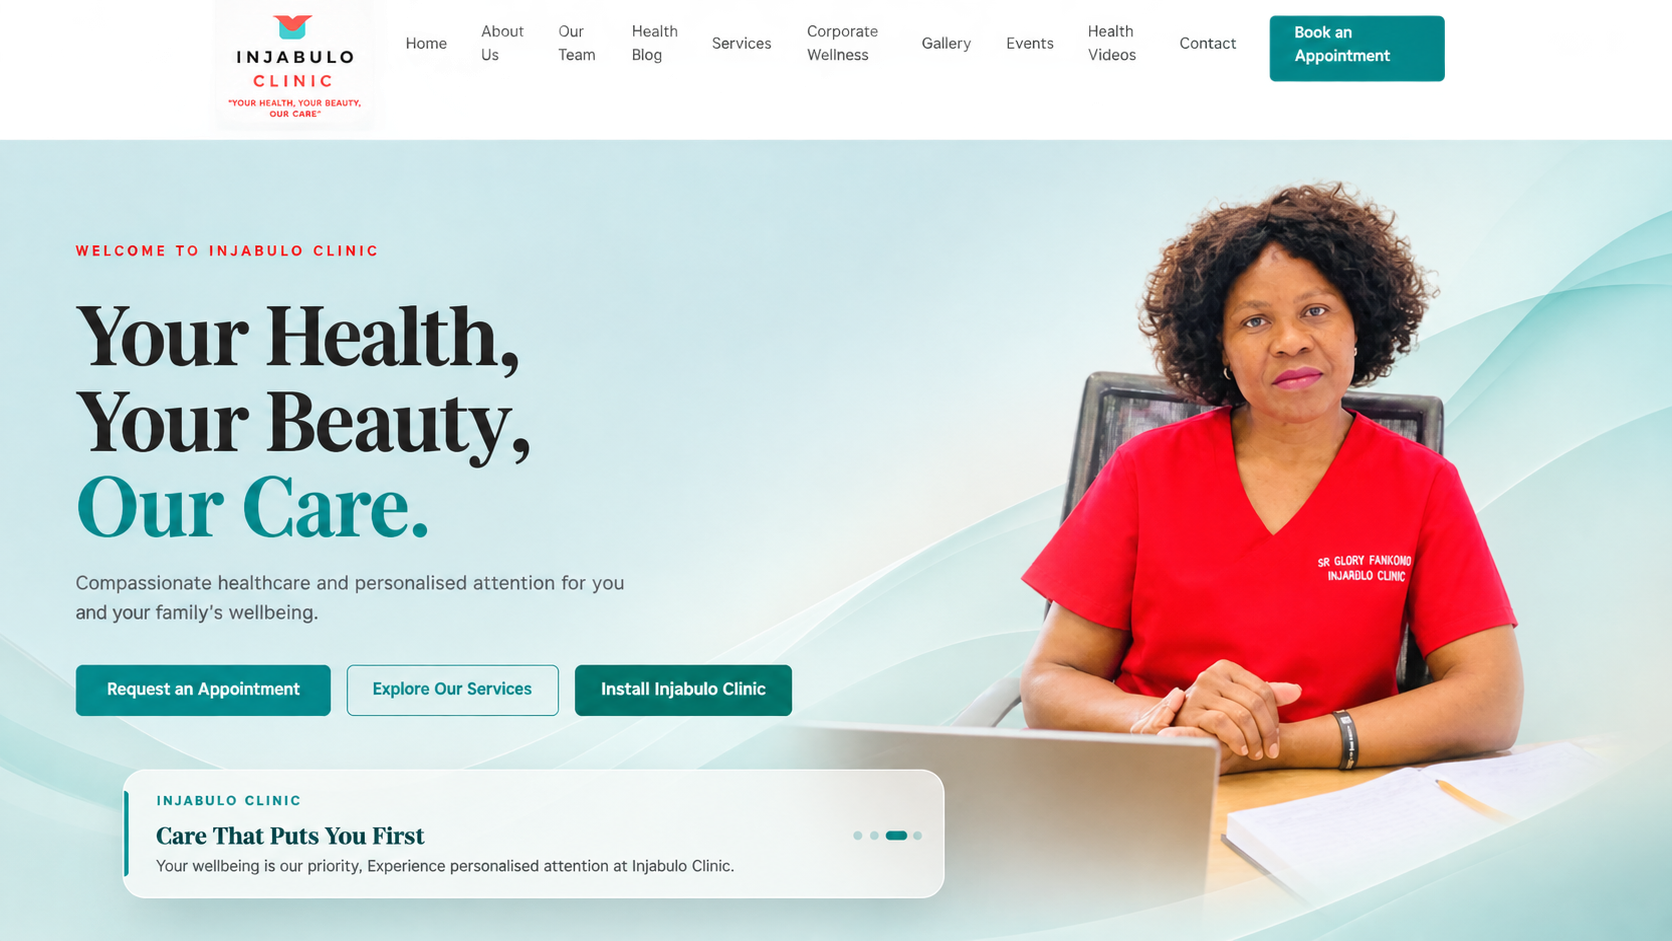 INJABULO
CLINIC
"YOUR HEALTH, YOUR BEAUTY,
OUR CARE"
Home
About
Us
Our
Team
Health
Blog
Services
Corporate
Wellness
Gallery
Events
Health
Videos
Contact
Book an
Appointment
WELCOME TO INJABULO CLINIC
Your Health,
Your Beauty,
Our Care.
Compassionate healthcare and personalised attention for you
and your family's wellbeing.
Request an Appointment
Explore Our Services
Install Injabulo Clinic
SR GLORY FANKOMO
CLINIC
INJABULO CLINIC
Care That Puts You First
Your wellbeing is our priority, Experience personalised attention at Injabulo Clinic.